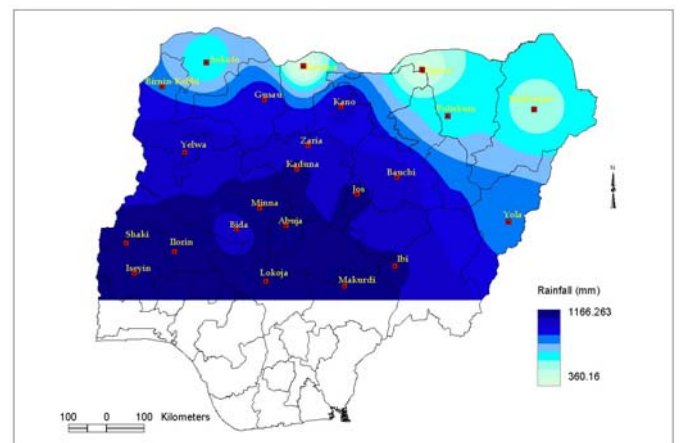 Sokoto
Birnin Kebbi
Gusau
Kano
Potiskum
Yelwa
Zaria
Kaduna
Bauchi
Jos
Minna
Yola
Shaki
Bida
Abuja
Ilorin
Ibi
Iseyin
Lokoja
Makurdi
N
Rainfall (mm)
1166.263
360.16
100 0 100 Kilometers